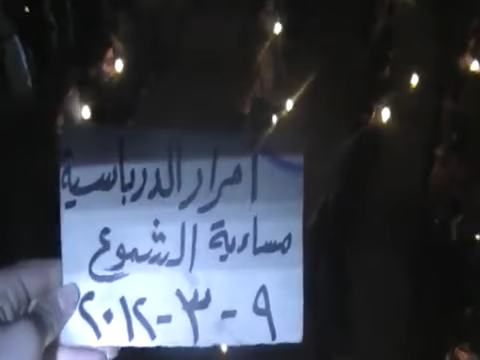 احرار الدرباسية
مسائية الشموع
٩ - ٣ - ٢٠١٢